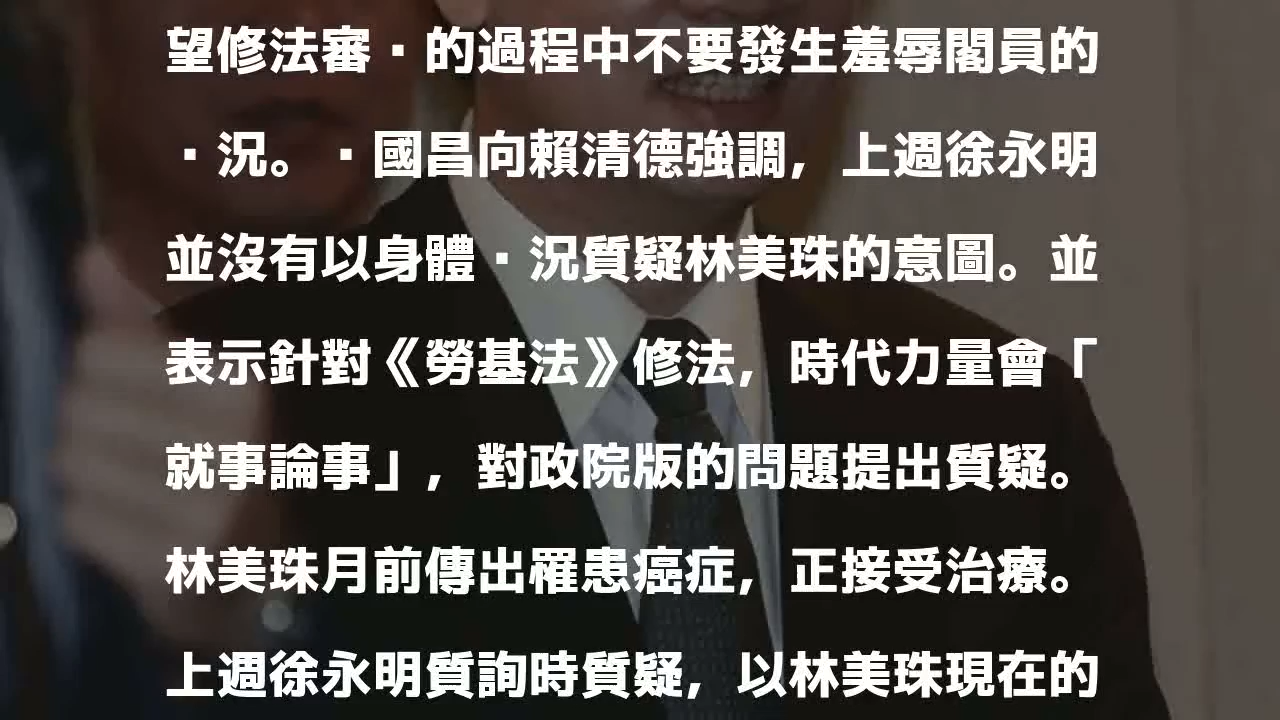 望修法審▪的過程中不要發生羞辱閣員的
▪況。▪國昌向賴清德強調，上週徐永明
並沒有以身體▪況質疑林美珠的意圖。並
表示針對《勞基法》修法，時代力量會「
就事論事」，對政院版的問題提出質疑。
林美珠月前傳出罹患癌症，正接受治療。
上週徐永明質詢時質疑，以林美珠現在的